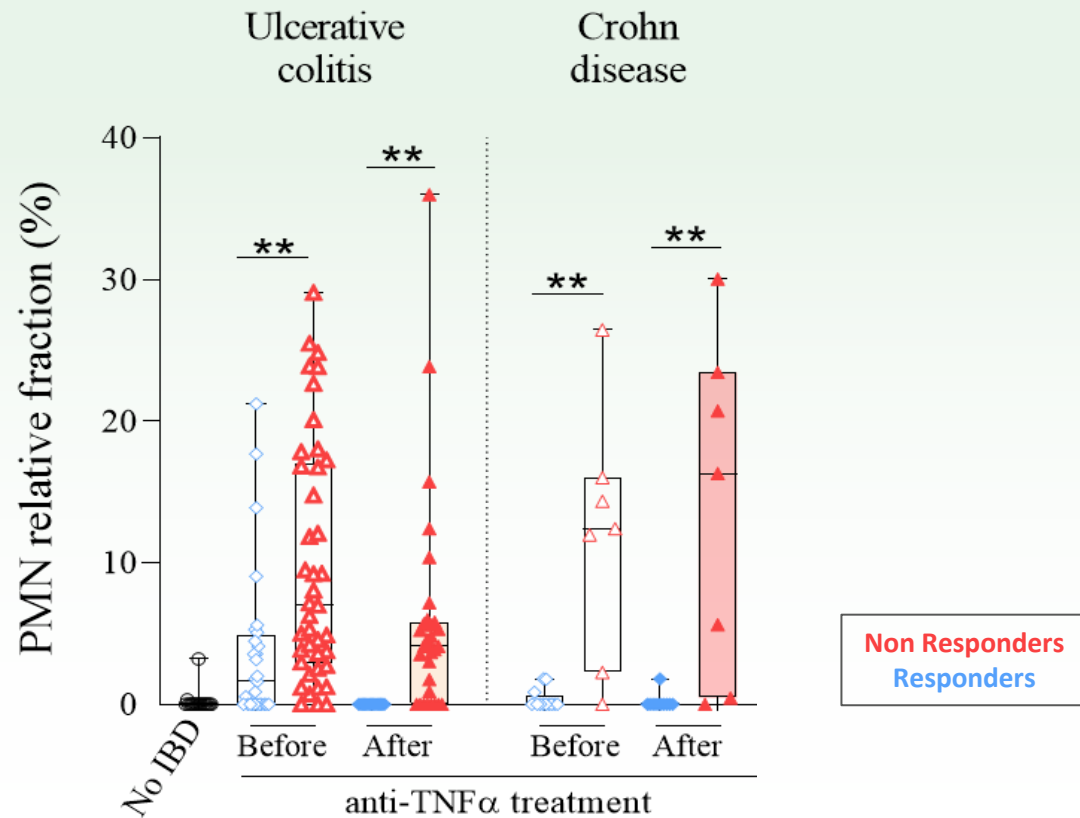 Ulcerative
colitis
Crohn
disease
PMN relative fraction (%)
40
30
20
10
0
**
**
**
**
No IBD
Before
After
Before
After
anti-TNFα treatment
Non Responders
Responders